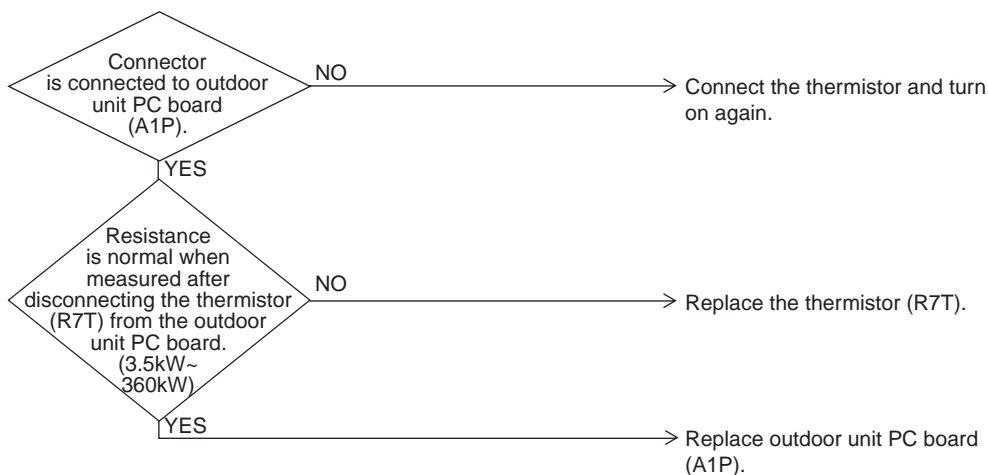 Connector
is connected to outdoor
unit PC board
(A1P).
NO
Connect the thermistor and turn
on again.
YES
Resistance
is normal when
measured after
disconnecting the thermistor
(R7T) from the outdoor
unit PC board.
(3.5kW~
360kW)
NO
Replace the thermistor (R7T).
YES
Replace outdoor unit PC board
(A1P).